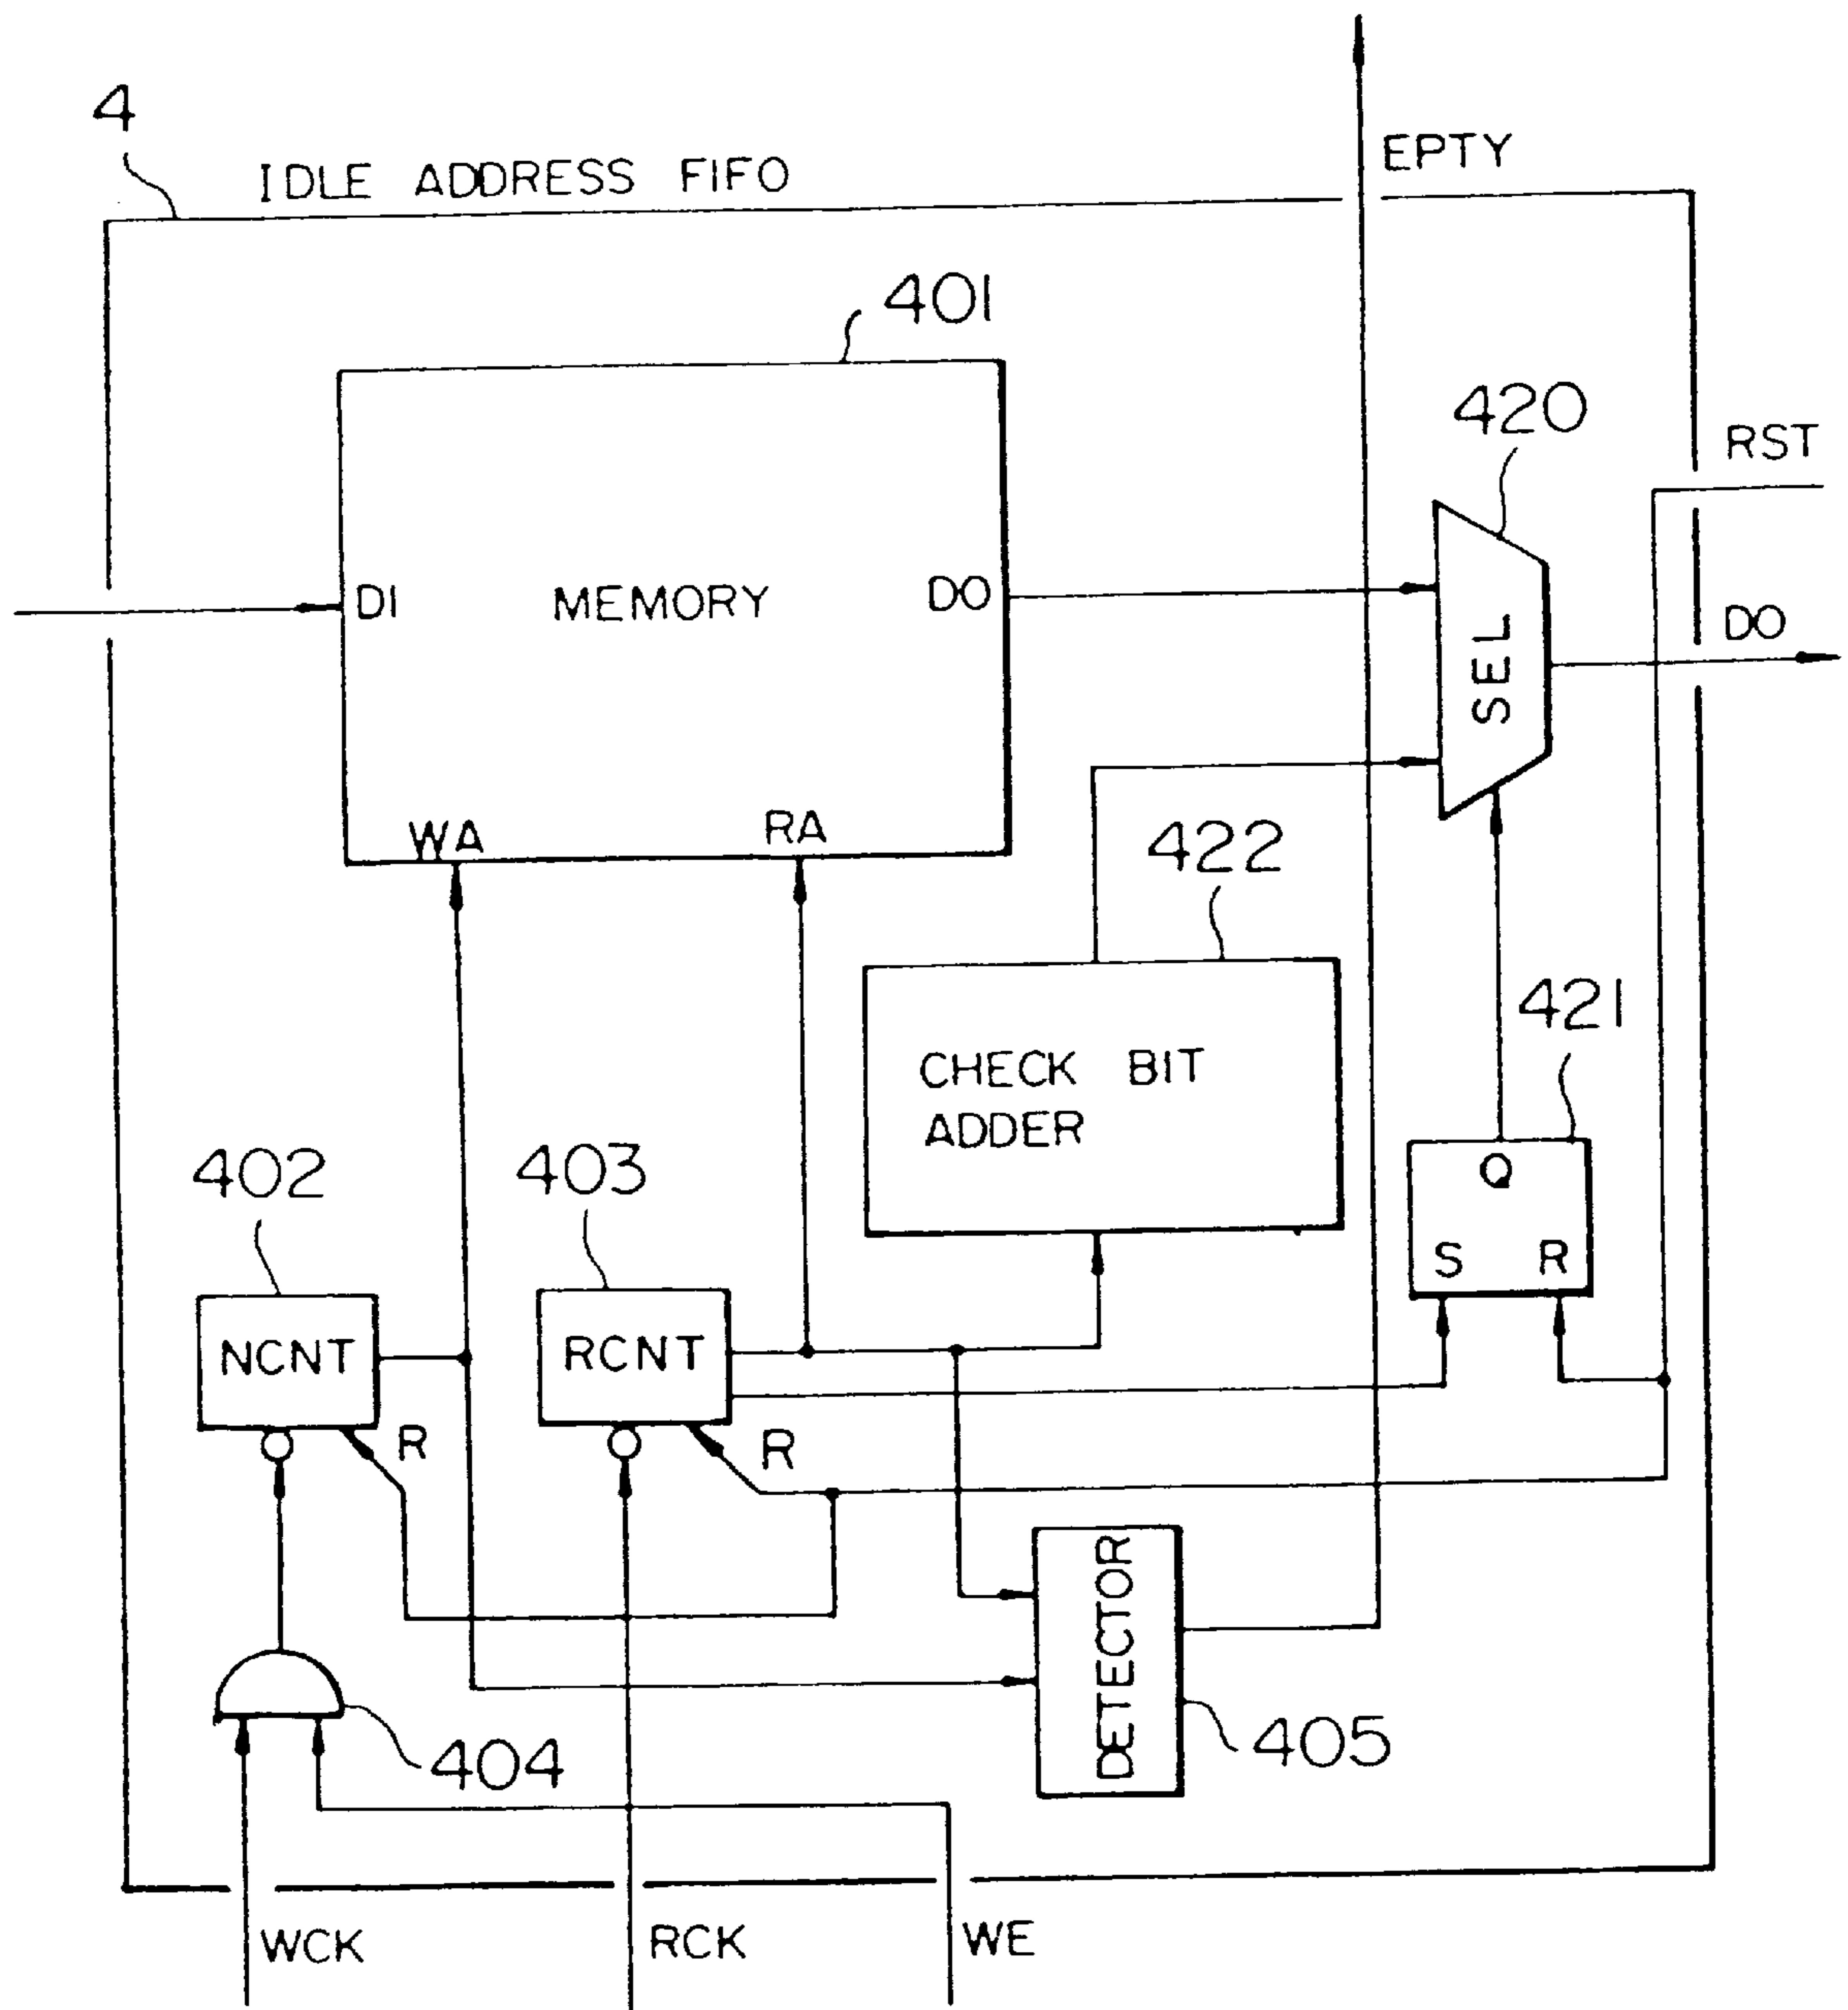 EPTY
4
IDLE ADDRESS FIFO
401
420
RST
DI
MEMORY
DO
SEL
DO
WA
RA
422
421
CHECK BIT
ADDER
402
403
Q
S
R
NCNT
RCNT
R
R
DETECTOR
404
405
WCK
RCK
WE